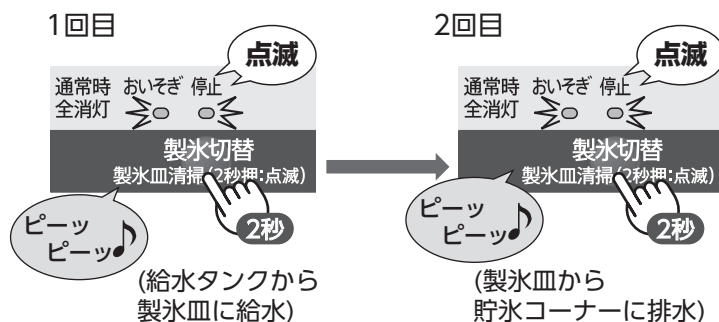 1回目
点滅
通常時 おいそぎ 停止
全消灯
製氷切替
製氷皿清掃(2秒押:点滅)
ピーッ
ピーッ♪
2秒
(給水タンクから
製氷皿に給水)
2回目
点滅
通常時 おいそぎ 停止
全消灯
製氷切替
製氷皿清掃(2秒押:点滅)
ピーッ
ピーッ♪
2秒
(製氷皿から
貯氷コーナーに排水)